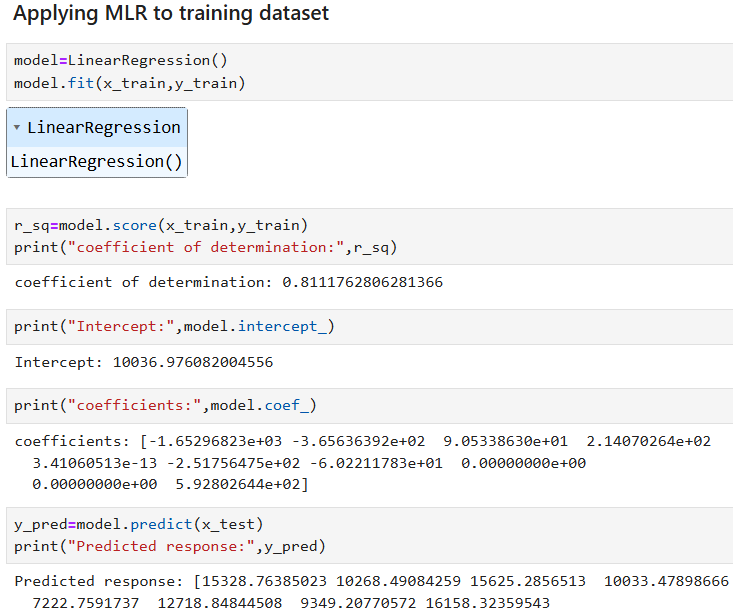 Applying MLR to training dataset
model=LinearRegression()
model.fit(x_train,y_train)
▾ LinearRegression
LinearRegression()
r_sq=model.score(x_train,y_train)
print("coefficient of determination:",r_sq)
coefficient of determination: 0.8111762806281366
print("Intercept:",model.intercept_)
Intercept: 10036.976082004556
print("coefficients:",model.coef_)
coefficients: [-1.65296823e+03 -3.65636392e+02  9.05338630e+01  2.14070264e+02
  3.41060513e-13 -2.51756475e+02 -6.02211783e+01  0.00000000e+00
  0.00000000e+00  5.92802644e+02]
y_pred=model.predict(x_test)
print("Predicted response:",y_pred)
Predicted response: [15328.76385023 10268.49084259 15625.2856513  10033.47898666
  7222.7591737  12718.84844508  9349.20770572 16158.32359543